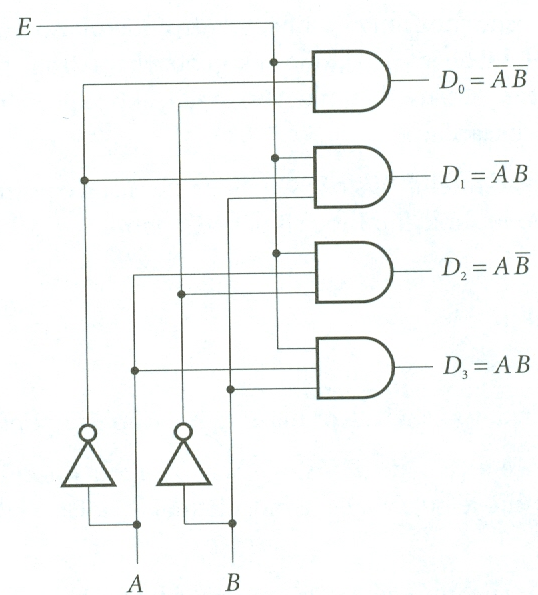 E
D₀ = A̅ B̅
D₁ = A̅ B
D₂ = A B̅
D₃ = A B
A B